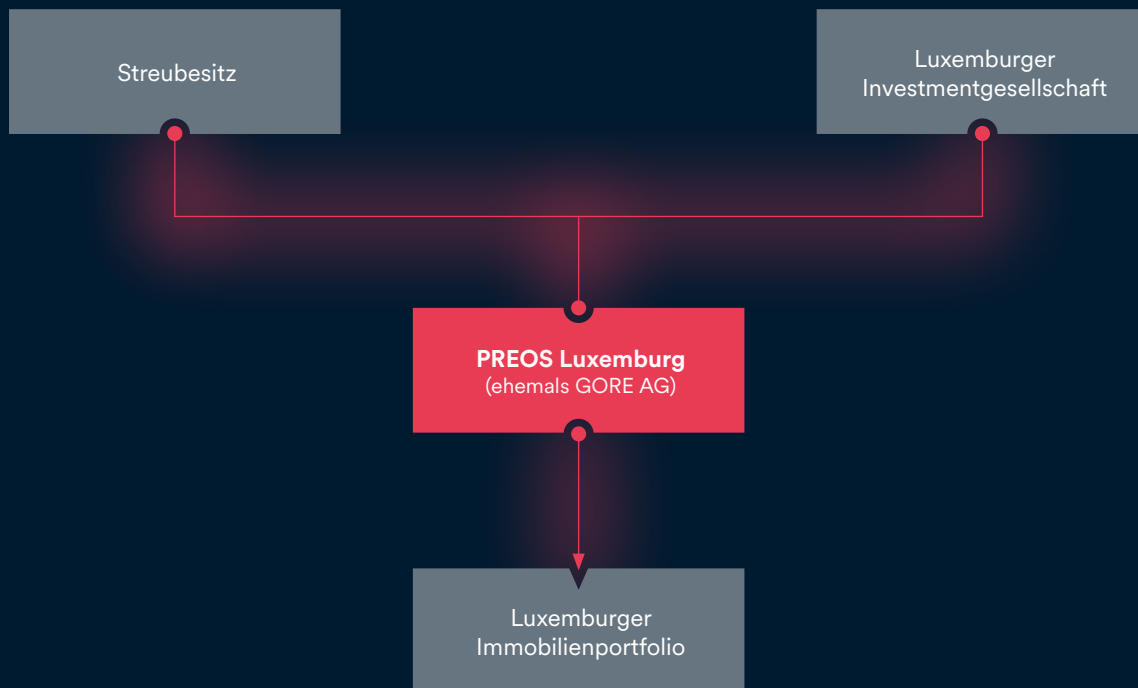 Streubesitz
Luxemburger
Investmentgesellschaft
PREOS Luxemburg
(ehemals GORE AG)
Luxemburger
Immobilienportfolio